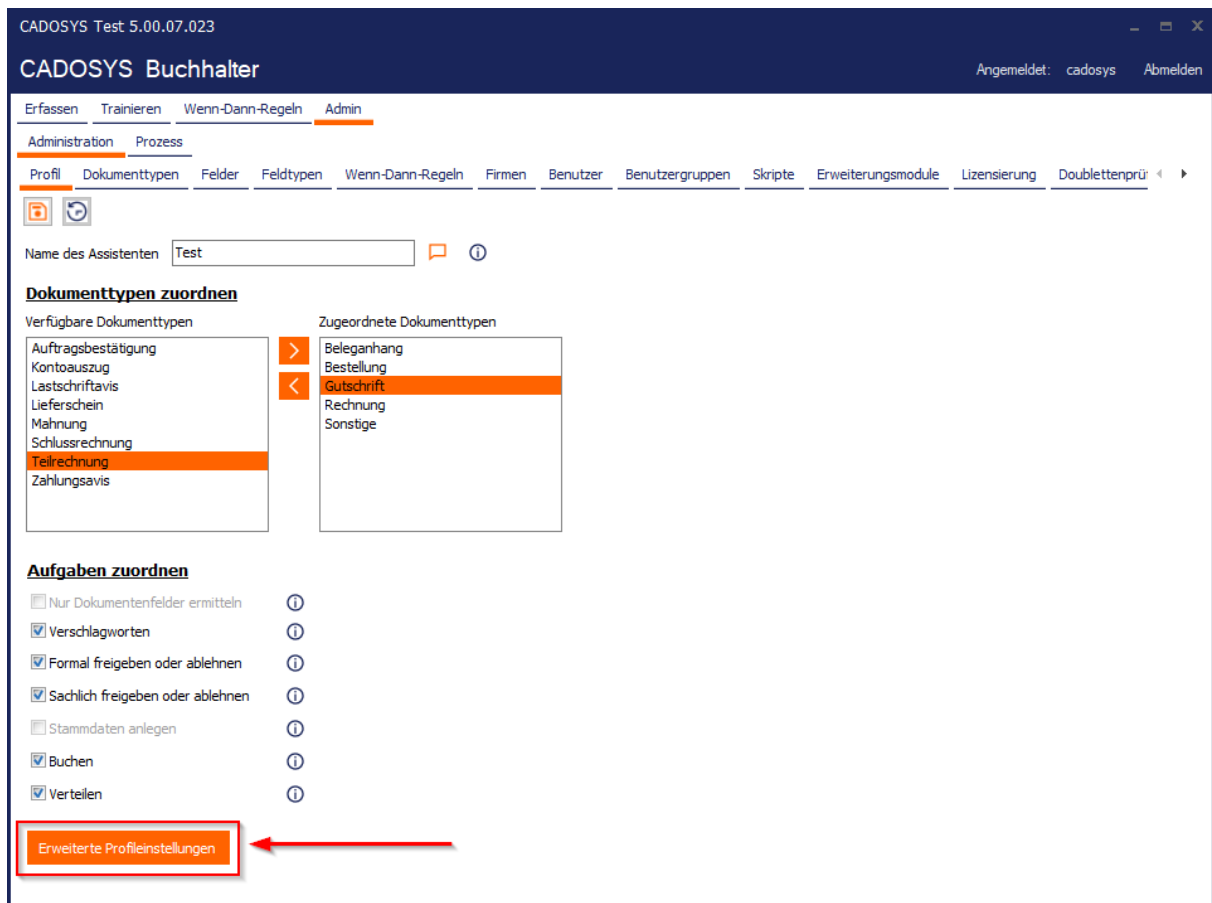 CADOSYS Test 5.00.07.023
CADOSYS Buchhalter
Angemeldet: cadosys Abmelden
Erfassen Trainieren Wenn-Dann-Regeln Admin
Administration Prozess
Profil Dokumenttypen Felder Feldtypen Wenn-Dann-Regeln Firmen Benutzer Benutzergruppen Skripte Erweiterungsmodule Lizensierung Doublettenprü
Name des Assistenten Test
Dokumenttypen zuordnen
Verfügbare Dokumenttypen
Auftragsbestätigung
Kontoauszug
Lastschriftavis
Lieferschein
Mahnung
Schlussrechnung
Teilrechnung
Zahlungsavis
Zugeordnete Dokumenttypen
Beleganhang
Bestellung
Gutschrift
Rechnung
Sonstige
Aufgaben zuordnen
Nur Dokumentenfelder ermitteln
Verschlagworten
Formal freigeben oder ablehnen
Sachlich freigeben oder ablehnen
Stammdaten anlegen
Buchen
Verteilen
Erweiterte Profileinstellungen